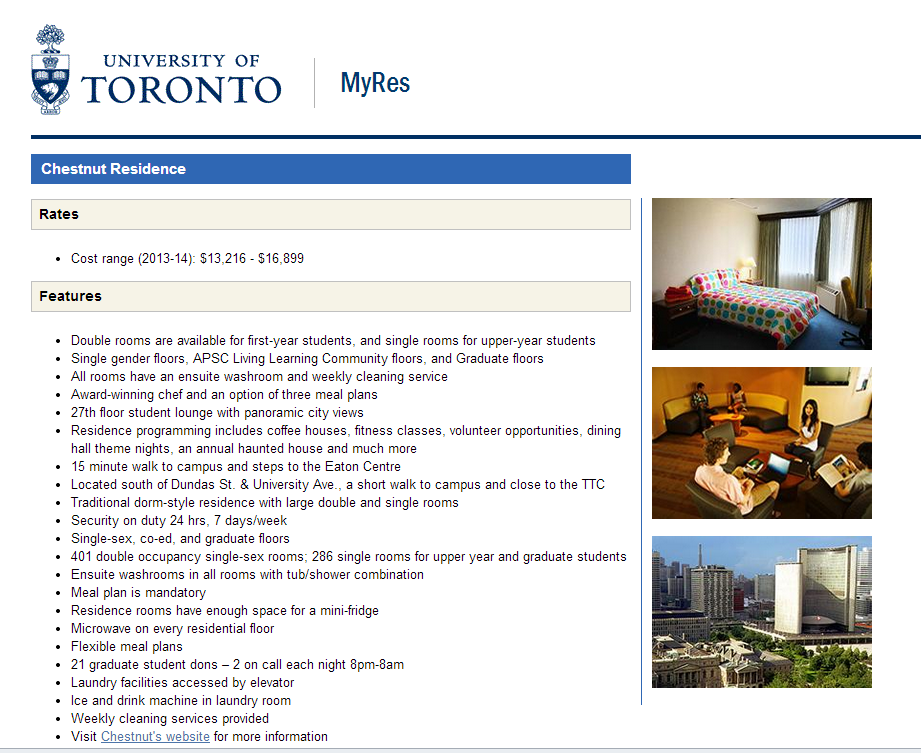 UNIVERSITY OF
TORONTO
MyRes
Chestnut Residence
Rates
Cost range (2013-14): $13,216 - $16,899
Features
Double rooms are available for first-year students, and single rooms for upper-year students
Single gender floors, APSC Living Learning Community floors, and Graduate floors
All rooms have an ensuite washroom and weekly cleaning service
Award-winning chef and an option of three meal plans
27th floor student lounge with panoramic city views
Residence programming includes coffee houses, fitness classes, volunteer opportunities, dining
hall theme nights, an annual haunted house and much more
15 minute walk to campus and steps to the Eaton Centre
Located south of Dundas St. & University Ave., a short walk to campus and close to the TTC
Traditional dorm-style residence with large double and single rooms
Security on duty 24 hrs, 7 days/week
Single-sex, co-ed, and graduate floors
401 double occupancy single-sex rooms; 286 single rooms for upper year and graduate students
Ensuite washrooms in all rooms with tub/shower combination
Meal plan is mandatory
Residence rooms have enough space for a mini-fridge
Microwave on every residential floor
Flexible meal plans
21 graduate student dons – 2 on call each night 8pm-8am
Laundry facilities accessed by elevator
Ice and drink machine in laundry room
Weekly cleaning services provided
Visit Chestnut's website for more information